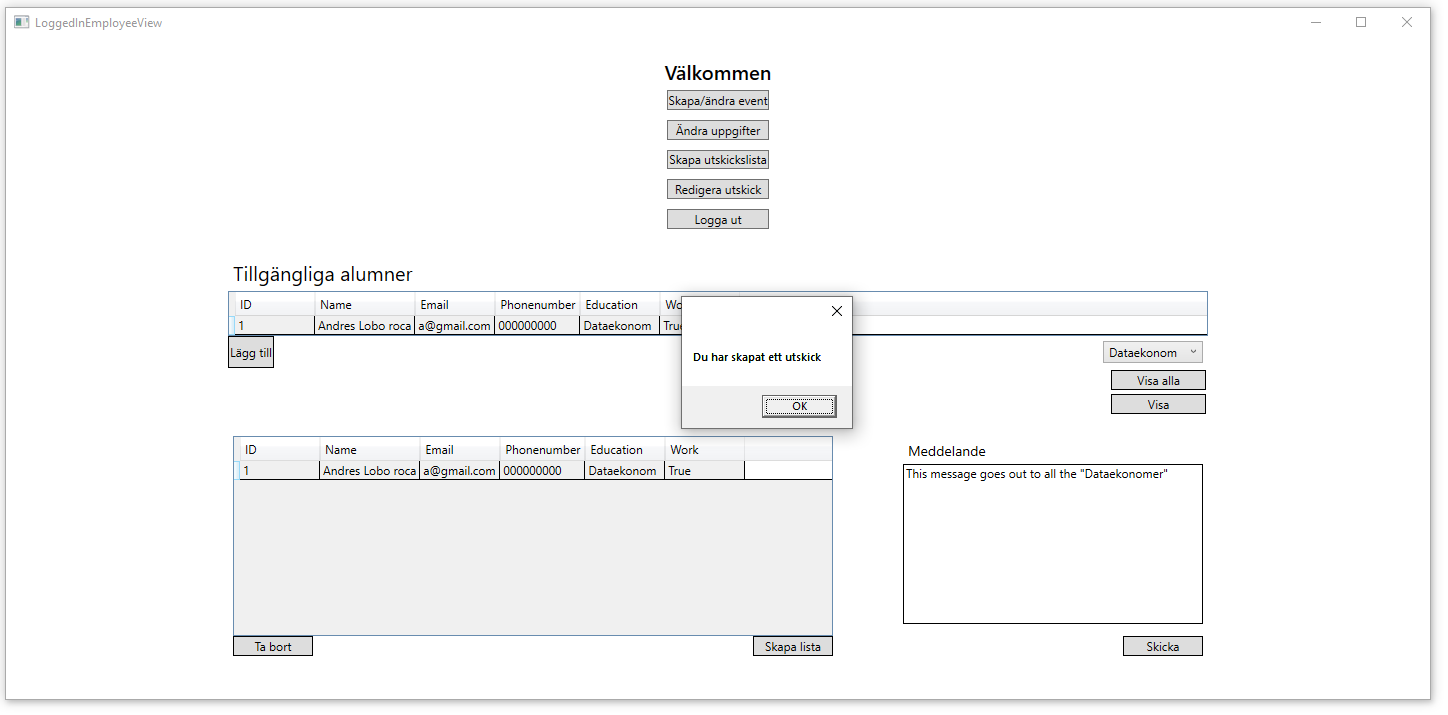 LoggedInEmployeeView
Välkommen
Skapa/ändra event
Ändra uppgifter
Skapa utskickslista
Redigera utskick
Logga ut
Tillgängliga alumner
ID Name Email Phonenumber Education Wo
1 Andres Lobo roca a@gmail.com 000000000 Dataekonom True
Lägg till
Dataekonom
Visa alla
Visa
Du har skapat ett utskick
OK
ID Name Email Phonenumber Education Work
1 Andres Lobo roca a@gmail.com 000000000 Dataekonom True
Ta bort
Skapa lista
Meddelande
This message goes out to all the "Dataekonomer"
Skicka